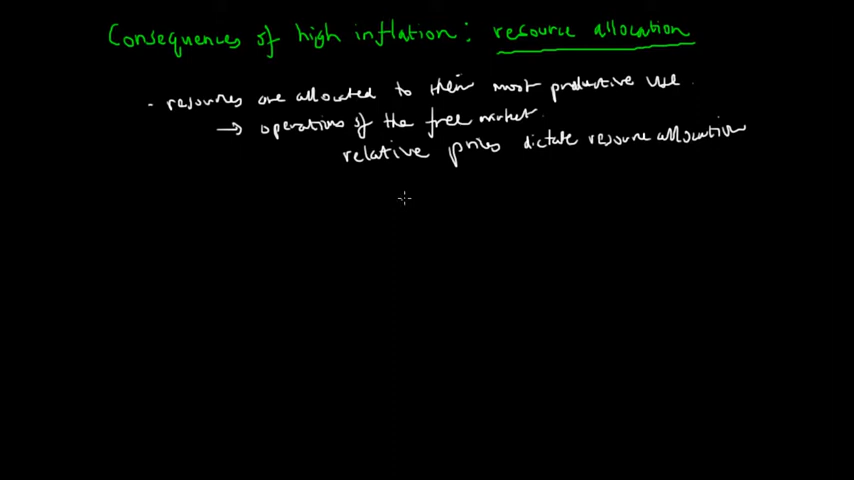 Consequences of high inflation: resource allocation
- resources are allocated to their most productive use
→ operations of the free market.
relative prices dictate resource allocation